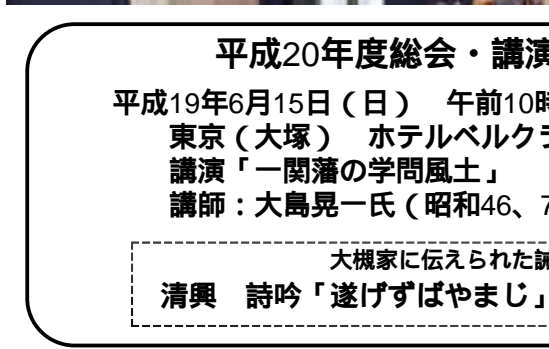 平成20年度総会・講演
平成19年6月15日（日）　午前10時
東京（大塚）　ホテルベルクラ
講演「一関藩の学問風土」
講師：大島晃一氏（昭和46、7
大槻家に伝えられた
清興　詩吟「遂げずばやまじ」